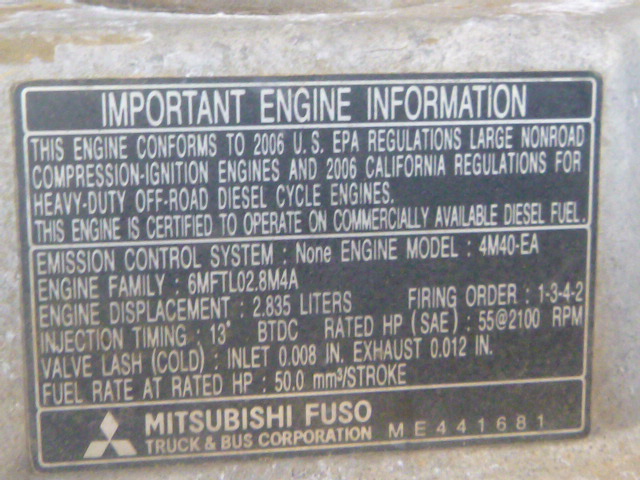 IMPORTANT ENGINE INFORMATION
THIS ENGINE CONFORMS TO 2006 U.S. EPA REGULATIONS LARGE NONROAD
COMPRESSION-IGNITION ENGINES AND 2006 CALIFORNIA REGULATIONS FOR
HEAVY-DUTY OFF-ROAD DIESEL CYCLE ENGINES.
THIS ENGINE IS CERTIFIED TO OPERATE ON COMMERCIALLY AVAILABLE DIESEL FUEL.
EMISSION CONTROL SYSTEM : None ENGINE MODEL : 4M40-EA
ENGINE FAMILY : 6MFTL02.8M4A
ENGINE DISPLACEMENT : 2.835 LITERS FIRING ORDER : 1-3-4-2
INJECTION TIMING : 13° BTDC RATED HP (SAE) : 55@2100 RPM
VALVE LASH (COLD) : INLET 0.008 IN. EXHAUST 0.012 IN.
FUEL RATE AT RATED HP : 50.0 mm³/STROKE
MITSUBISHI FUSO
TRUCK & BUS CORPORATION ME441681